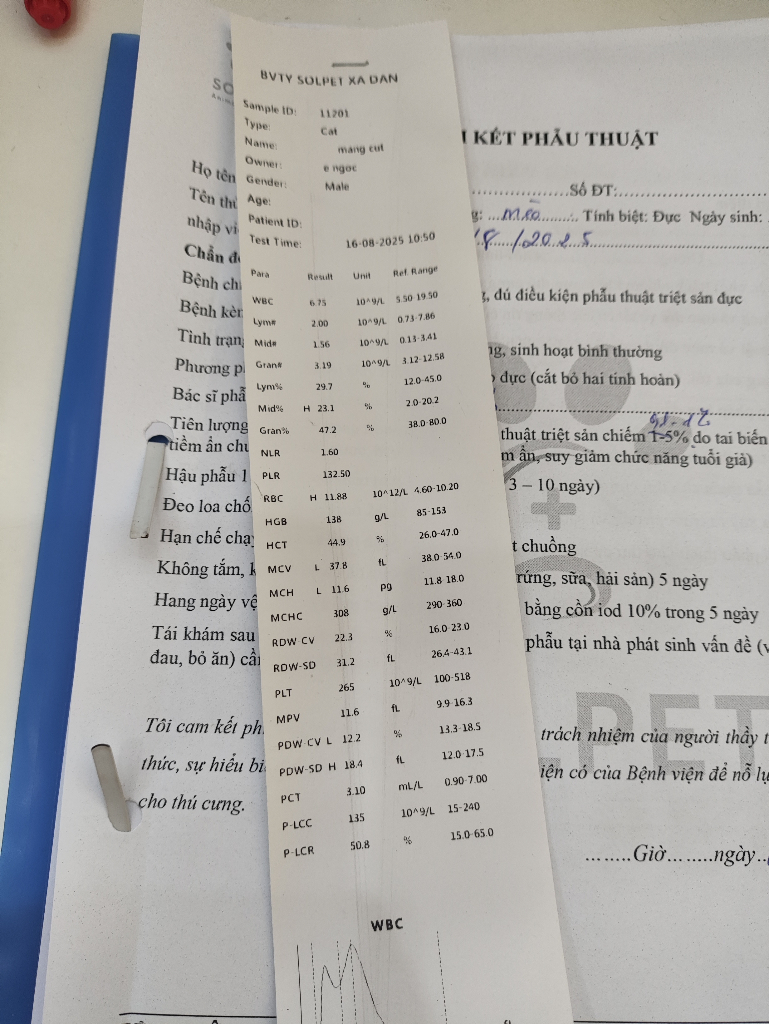 BVTY SOLPET XA DAN
Sample ID: 11201
Type: Cat
Name: mang cut
Owner: e ngoc
Gender: Male
Age:
Patient ID:
Test Time: 16-08-2025 10:50
Para Result Unit Ref. Range
WBC 6.75 10^9/L 5.50-19.50
Lym# 2.00 10^9/L 0.73-7.86
Mid# 1.56 10^9/L 0.13-3.41
Gran# 3.19 10^9/L 3.12-12.58
Lym% 29.7 % 12.0-45.0
Mid% H 23.1 % 2.0-20.2
Gran% 47.2 % 38.0-80.0
NLR 1.60
PLR 132.50
RBC H 11.88 10^12/L 4.60-10.20
HGB 138 g/L 85-153
HCT 44.9 % 26.0-47.0
MCV L 37.8 fL 38.0-54.0
MCH L 11.6 pg 11.8-18.0
MCHC 308 g/L 290-360
RDW-CV 22.3 % 16.0-23.0
RDW-SD 31.2 fL 26.4-43.1
PLT 265 10^9/L 100-518
MPV 11.6 fL 9.9-16.3
PDW-CV L 12.2 % 13.3-18.5
PDW-SD H 18.4 fL 12.0-17.5
PCT 3.10 mL/L 0.90-7.00
P-LCC 135 10^9/L 15-240
P-LCR 50.8 % 15.0-65.0
WBC
KẾT PHẪU THUẬT
Họ tên
Số ĐT:
Tên thú
mèo Tính biệt: Đực Ngày sinh:
nhập vi
8/2025
Chẩn đ
Bệnh ch
, đủ điều kiện phẫu thuật triệt sản đực
Bệnh kèm
Tình trạn
ng, sinh hoạt bình thường
Phương p
đực (cắt bỏ hai tinh hoàn)
Bác sĩ phẫ
Tiên lượng
thuật triệt sản chiếm 1-5% do tai biến
tiềm ẩn chư
m ẩn, suy giảm chức năng tuổi già)
Hậu phẫu 1
3 – 10 ngày)
Đeo loa chố
Hạn chế chạy
t chuồng
Không tắm, k
rứng, sữa, hải sản) 5 ngày
Hang ngày vệ
bằng cồn iod 10% trong 5 ngày
Tái khám sau
phẫu tại nhà phát sinh vấn đề (v
đau, bỏ ăn) cầ
Tôi cam kết ph
trách nhiệm của người thầy t
thức, sự hiểu bi
iện có của Bệnh viện để nỗ lự
cho thú cưng.
Giờ ngày
PET